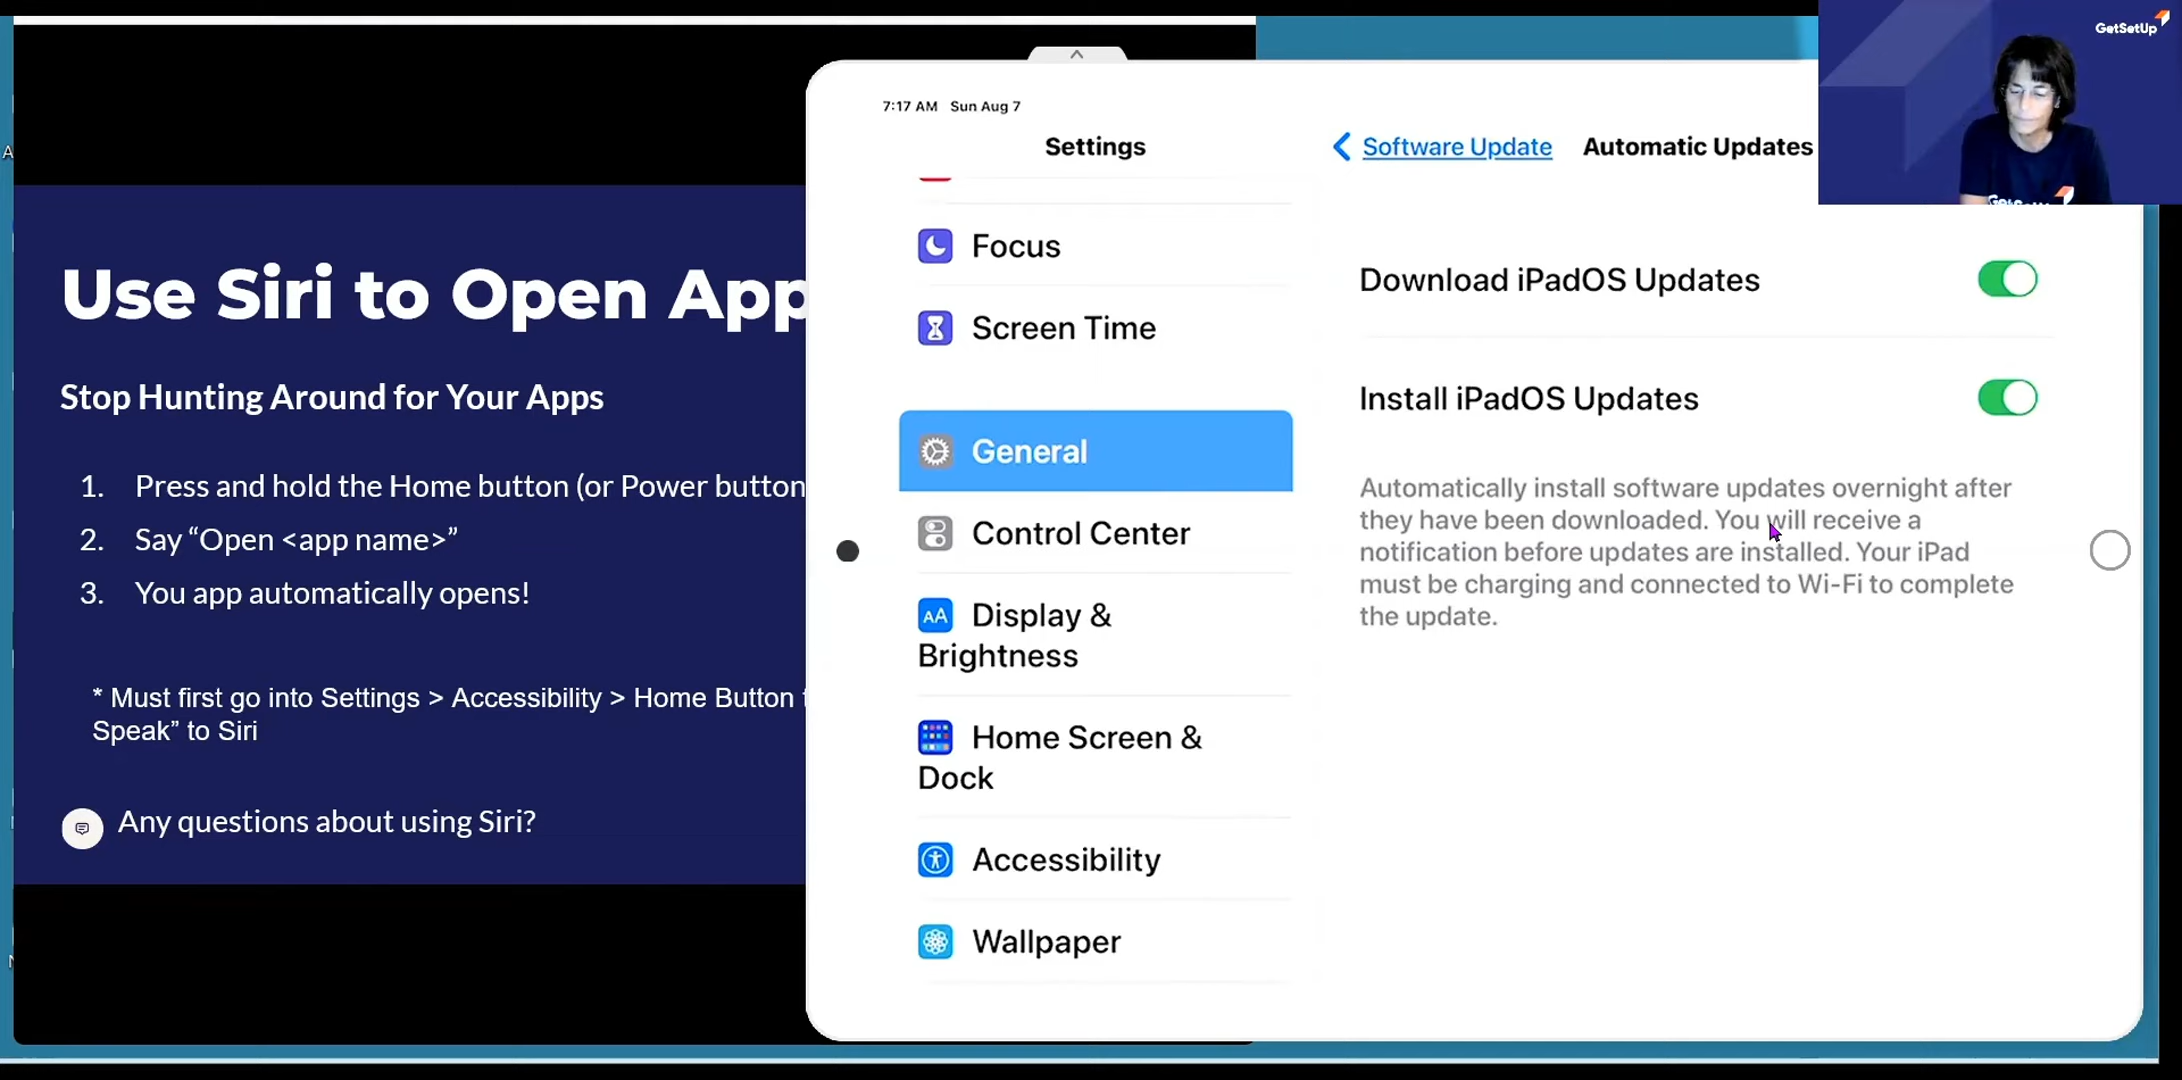 GetSetUp
7:17 AM Sun Aug 7
Settings
Software Update
Automatic Updates
Focus
Screen Time
General
Control Center
Display &
Brightness
Home Screen &
Dock
Accessibility
Wallpaper
Download iPadOS Updates
Install iPadOS Updates
Automatically install software updates overnight after
they have been downloaded. You will receive a
notification before updates are installed. Your iPad
must be charging and connected to Wi-Fi to complete
the update.
Use Siri to Open App
Stop Hunting Around for Your Apps
1. Press and hold the Home button (or Power button
2. Say “Open <app name>”
3. You app automatically opens!
* Must first go into Settings > Accessibility > Home Button
Speak” to Siri
Any questions about using Siri?